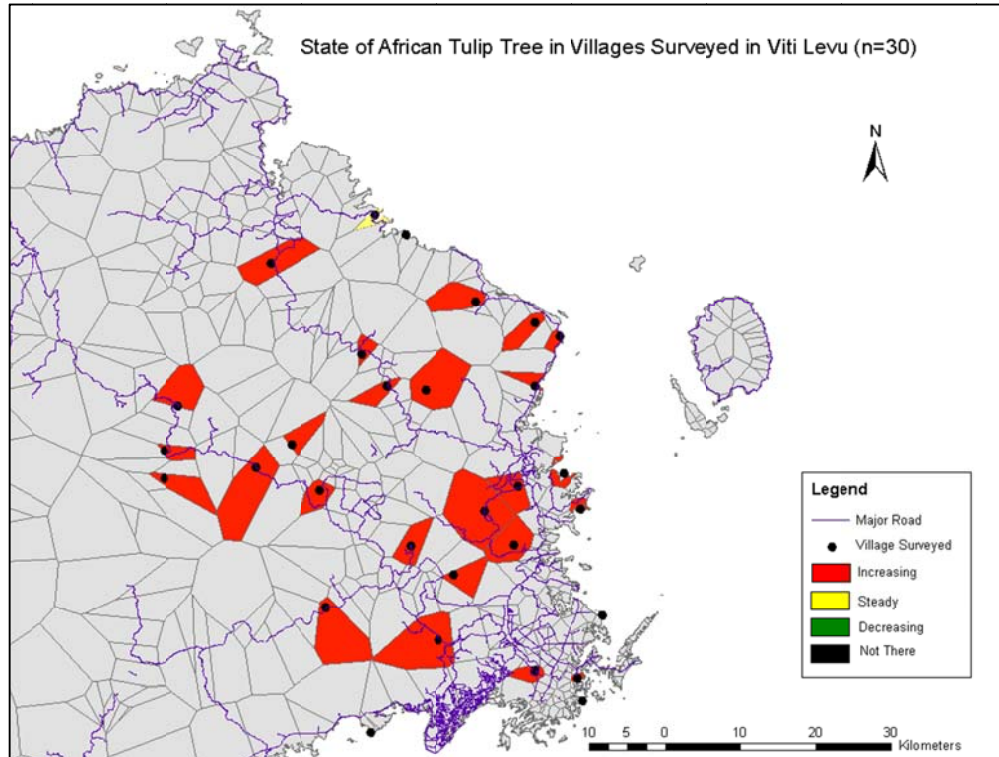 State of African Tulip Tree in Villages Surveyed in Viti Levu (n=30)
N
Legend
Major Road
Village Surveyed
Increasing
Steady
Decreasing
Not There
10 5 0 10 20 30
Kilometers